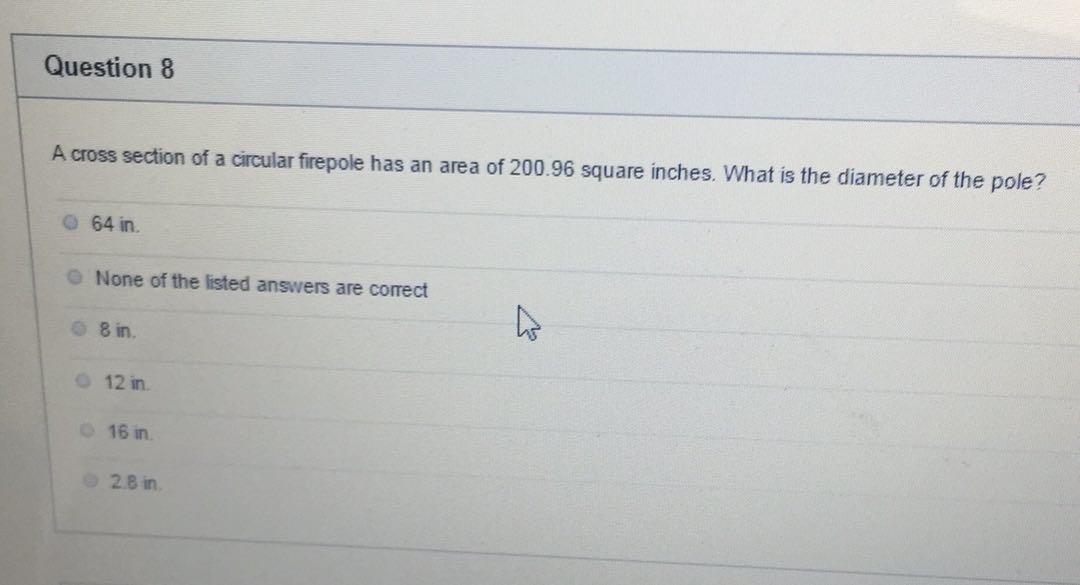 Question 8
A cross section of a circular firepole has an area of 200.96 square inches. What is the diameter of the pole?
64 in.
None of the listed answers are correct
8 in.
12 in.
16 in.
2.8 in.